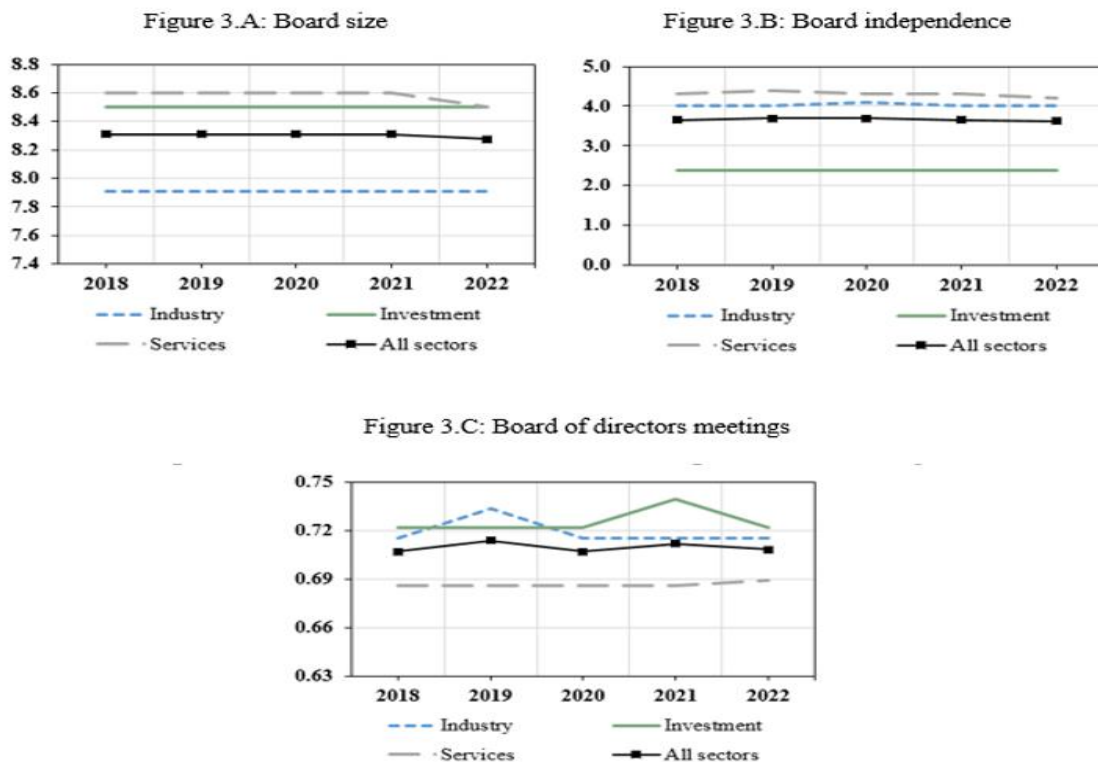 Figure 3.A: Board size
8.8
8.6
8.4
8.2
8.0
7.8
7.6
7.4
2018 2019 2020 2021 2022
Industry Investment
Services All sectors
Figure 3.B: Board independence
5.0
4.0
3.0
2.0
1.0
0.0
2018 2019 2020 2021 2022
Industry Investment
Services All sectors
Figure 3.C: Board of directors meetings
0.75
0.72
0.69
0.66
0.63
2018 2019 2020 2021 2022
Industry Investment
Services All sectors